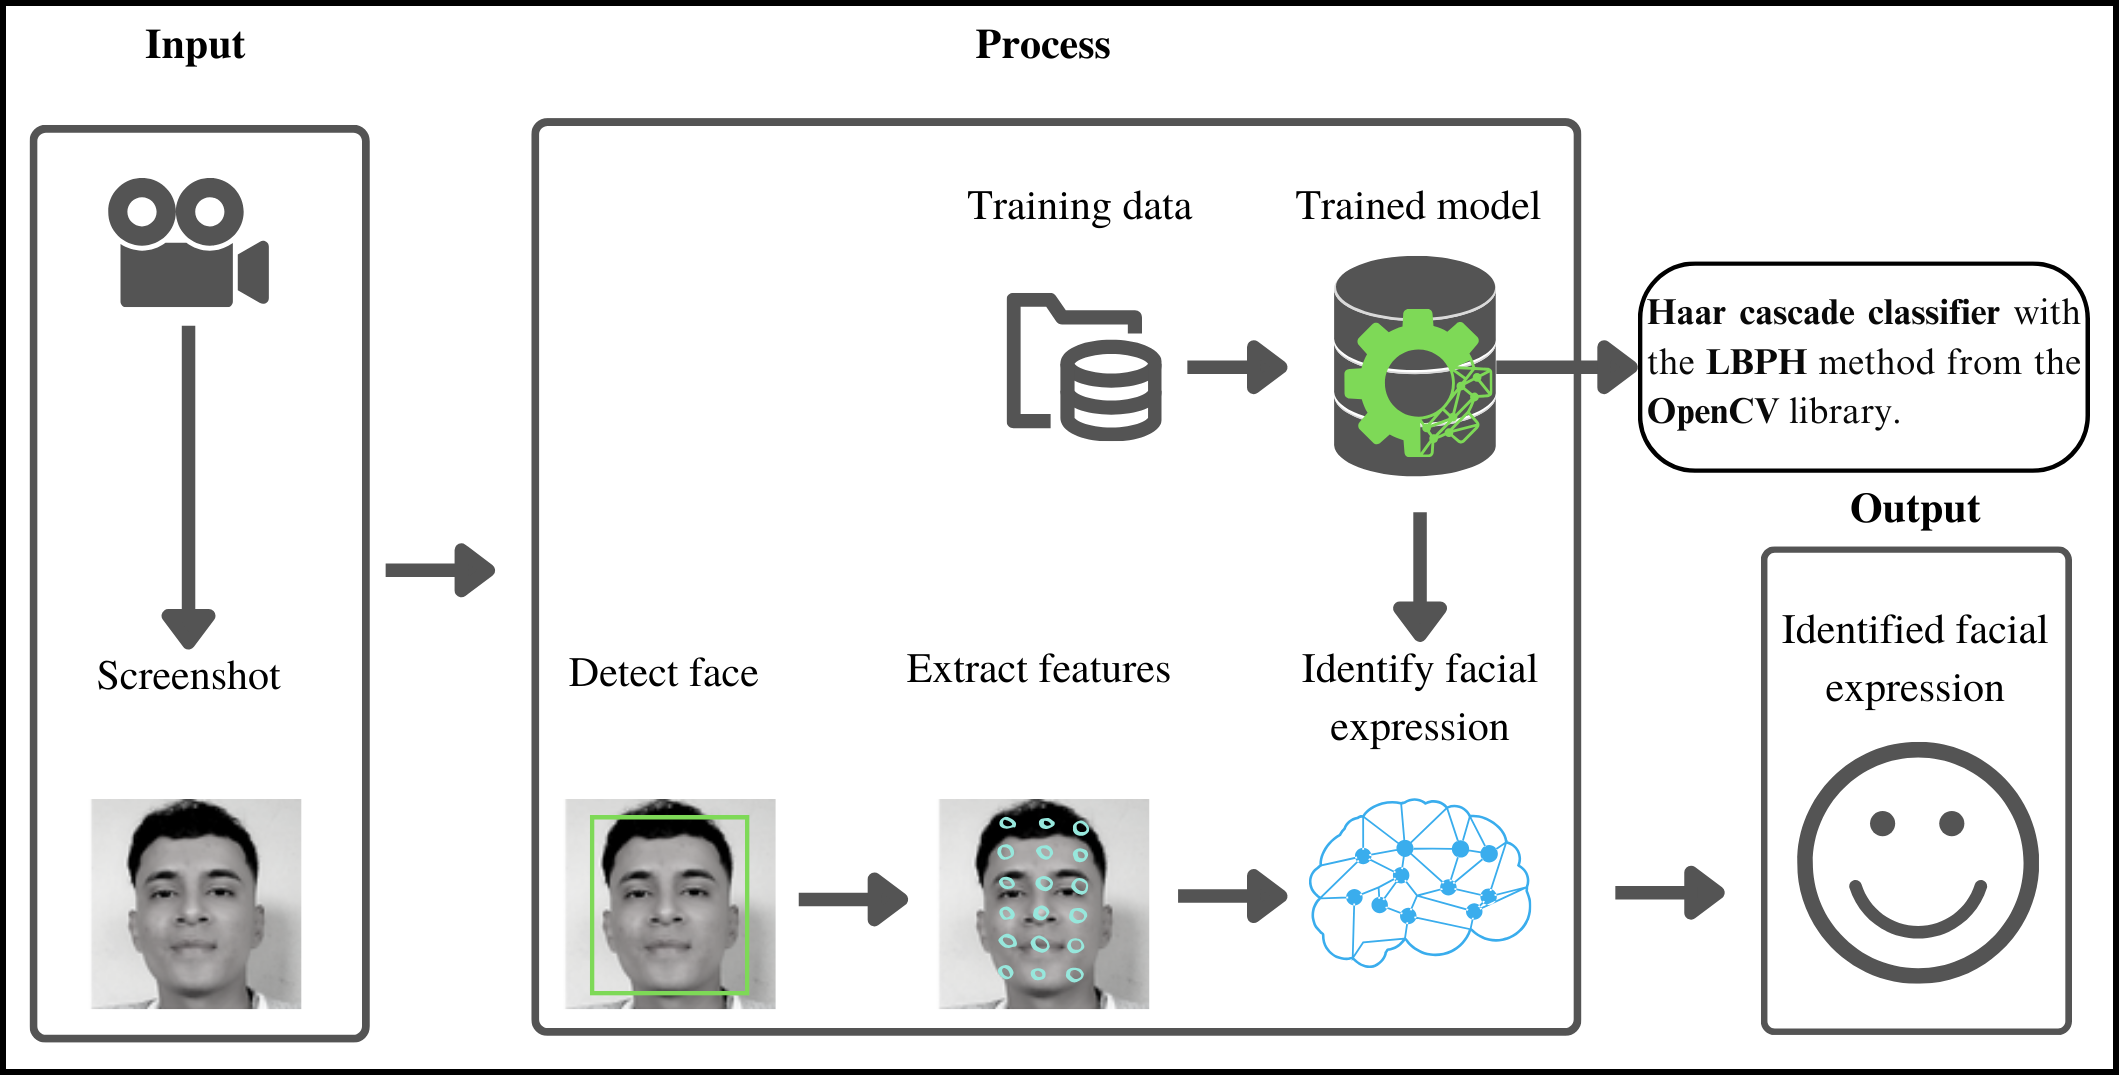 Input
Process
Training data
Trained model
Haar cascade classifier with
the LBPH method from the
OpenCV library.
Output
Screenshot
Detect face
Extract features
Identify facial
expression
Identified facial
expression